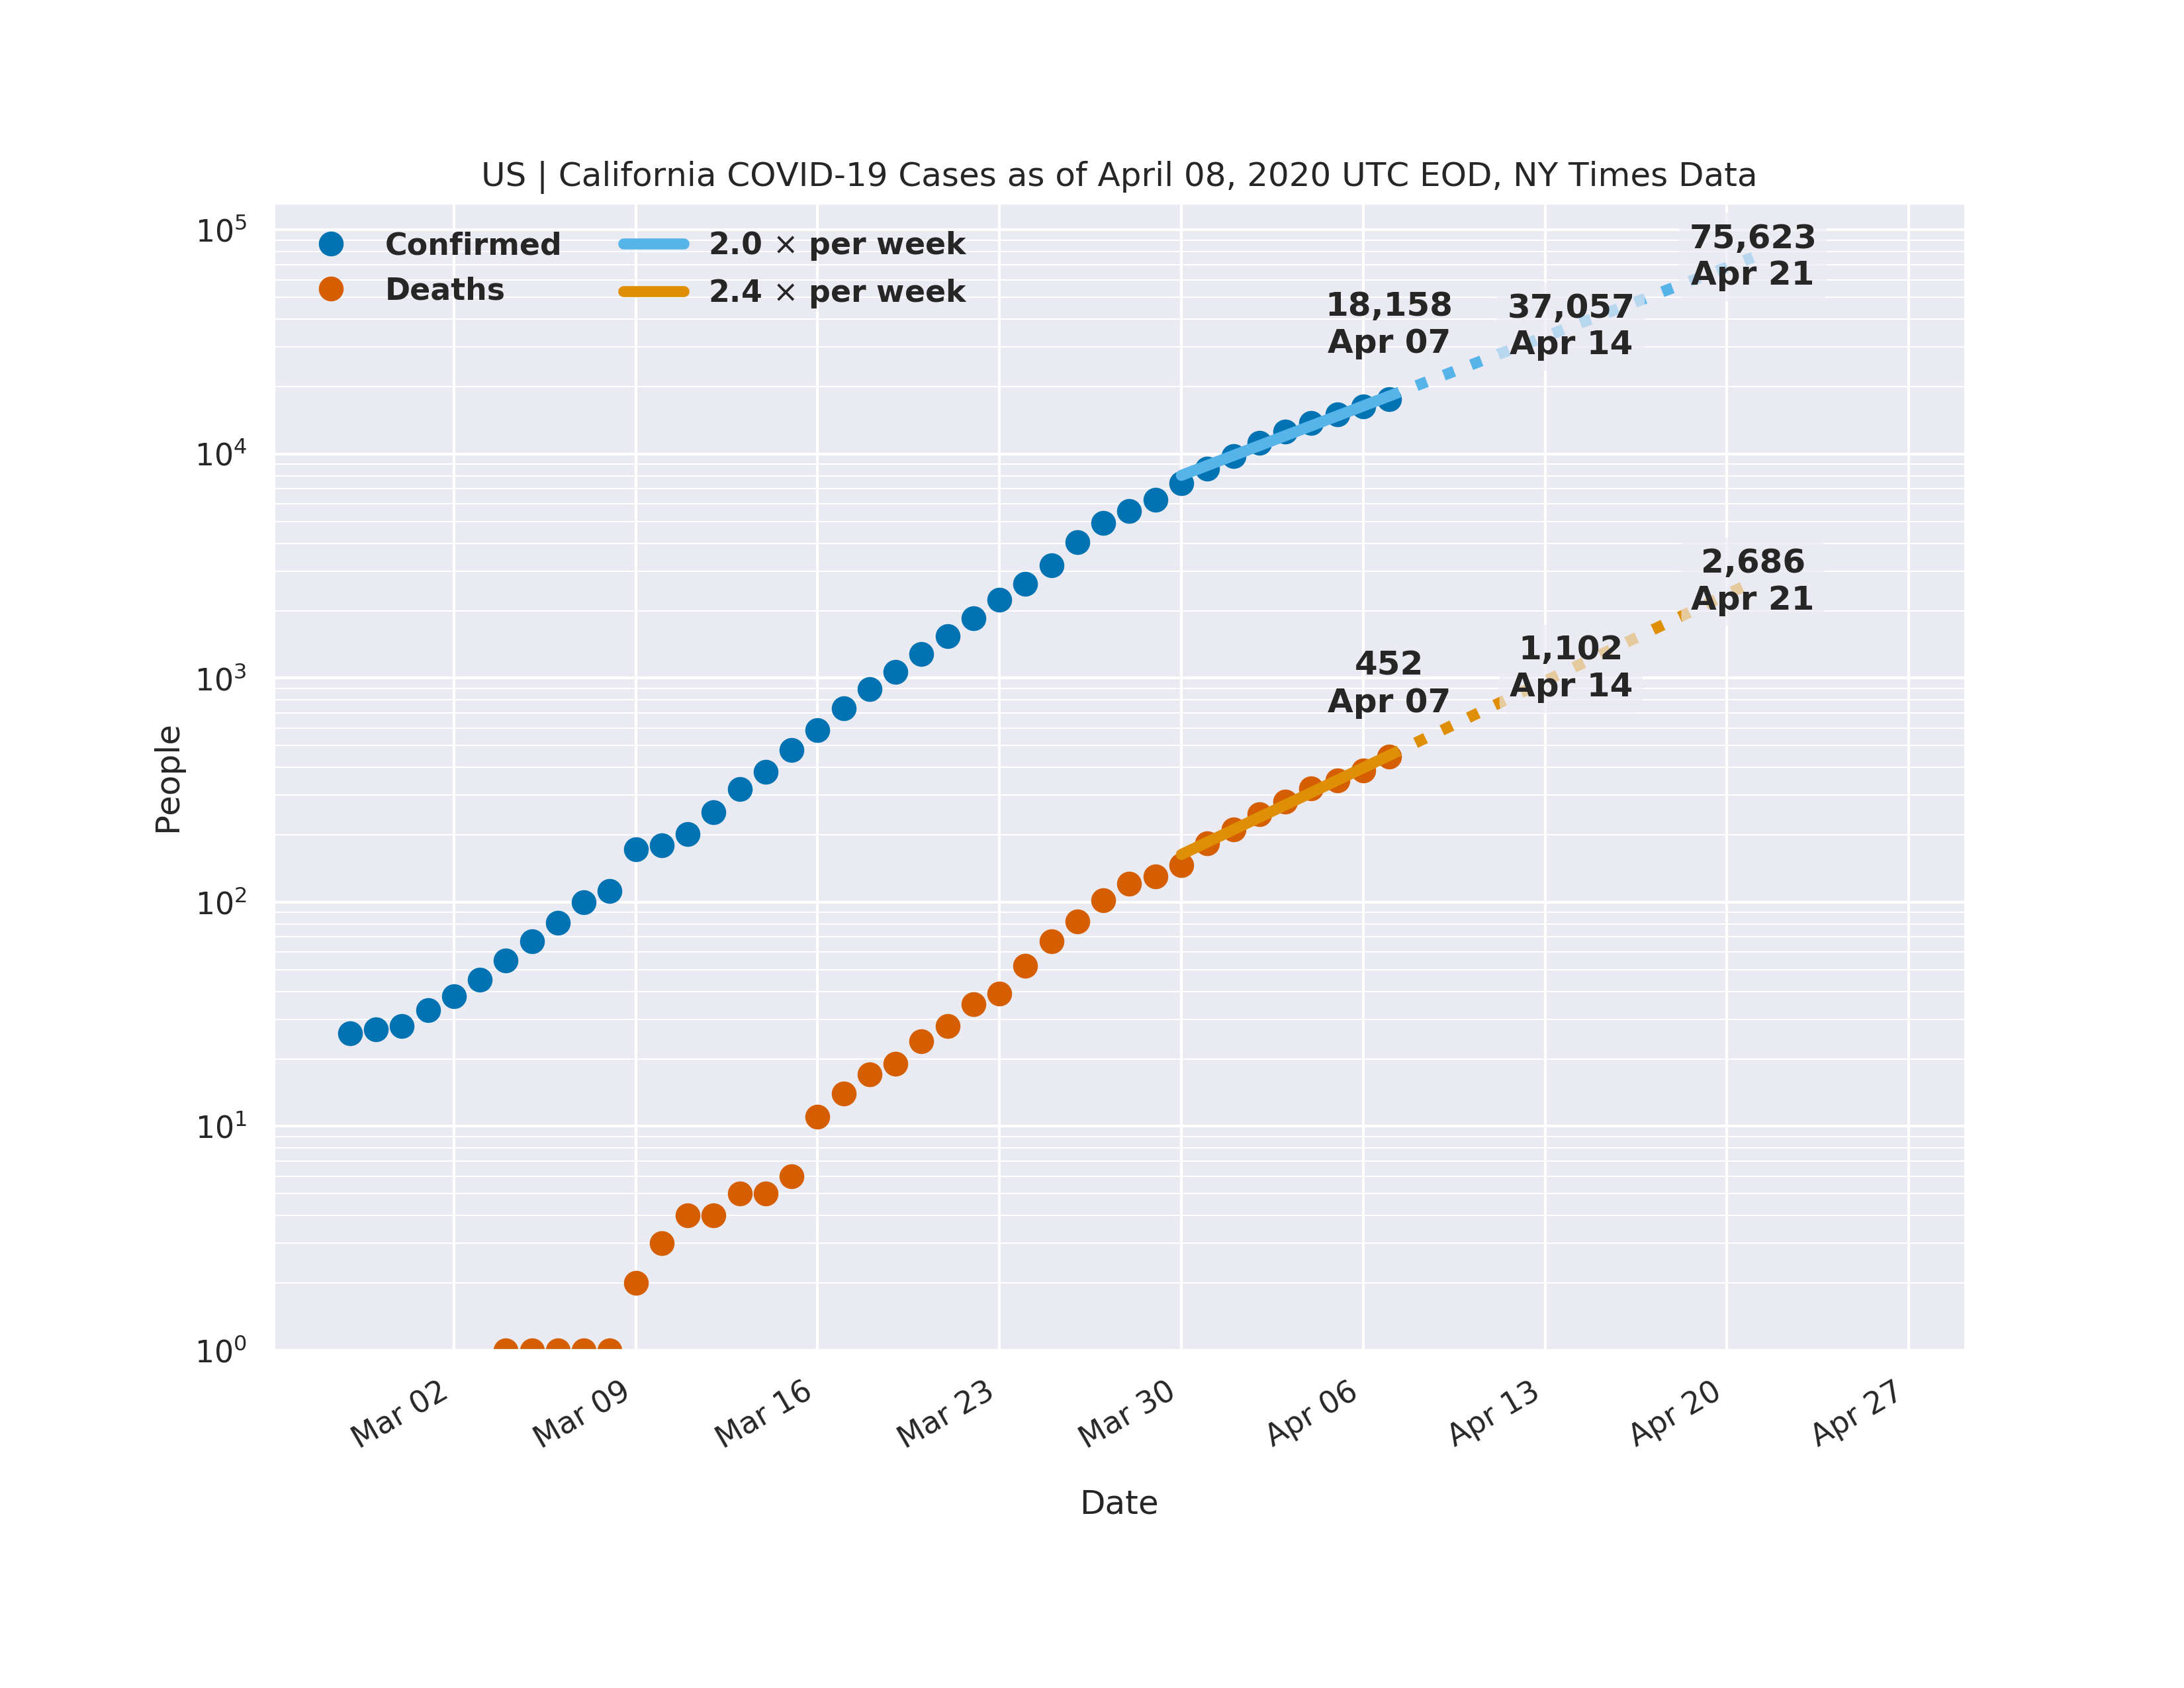 US | California COVID-19 Cases as of April 08, 2020 UTC EOD, NY Times Data
Confirmed
Deaths
2.0 × per week
2.4 × per week
75,623
Apr 21
18,158
Apr 07
37,057
Apr 14
2,686
Apr 21
1,102
Apr 14
452
Apr 07
10⁵
10⁴
10³
10²
10¹
10⁰
People
Mar 02
Mar 09
Mar 16
Mar 23
Mar 30
Apr 06
Apr 13
Apr 20
Apr 27
Date